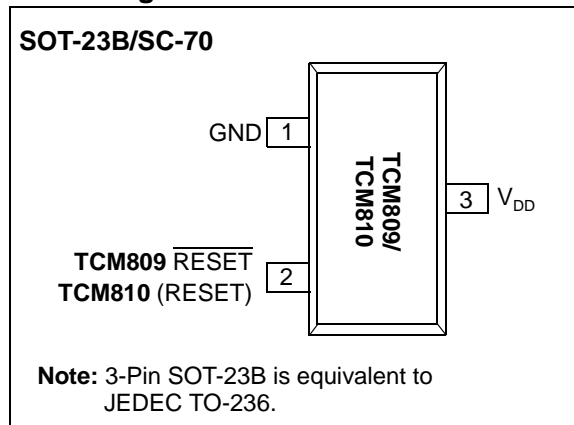 SOT-23B/SC-70
GND 1
TCM809/
TCM810
3 VDD
TCM809 RESET
2
TCM810 (RESET)
Note: 3-Pin SOT-23B is equivalent to
JEDEC TO-236.